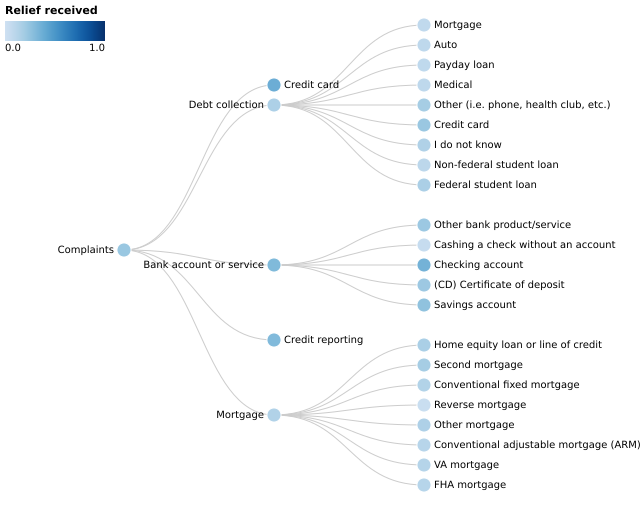 Relief received
0.0 1.0
Mortgage
Auto
Payday loan
Medical
Credit card
Debt collection
Other (i.e. phone, health club, etc.)
Credit card
I do not know
Non-federal student loan
Federal student loan
Other bank product/service
Cashing a check without an account
Complaints
Bank account or service
Checking account
(CD) Certificate of deposit
Savings account
Credit reporting
Home equity loan or line of credit
Second mortgage
Conventional fixed mortgage
Reverse mortgage
Mortgage
Other mortgage
Conventional adjustable mortgage (ARM)
VA mortgage
FHA mortgage